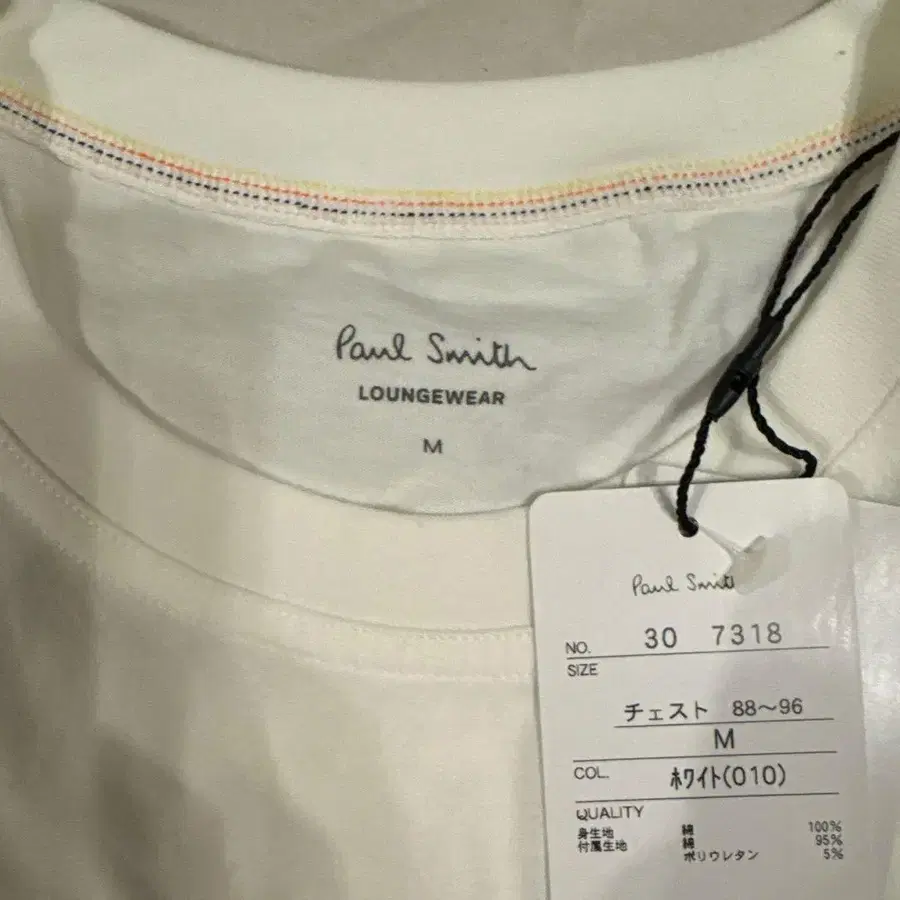 Paul Smith
LOUNGEWEAR
M
Paul Smith
NO. 30 7318
SIZE
チェスト 88～96
M
COL. ﾎﾜｲﾄ(010)
QUALITY
身生地 綿 100%
付属生地 綿 95%
ポリウレタン 5%